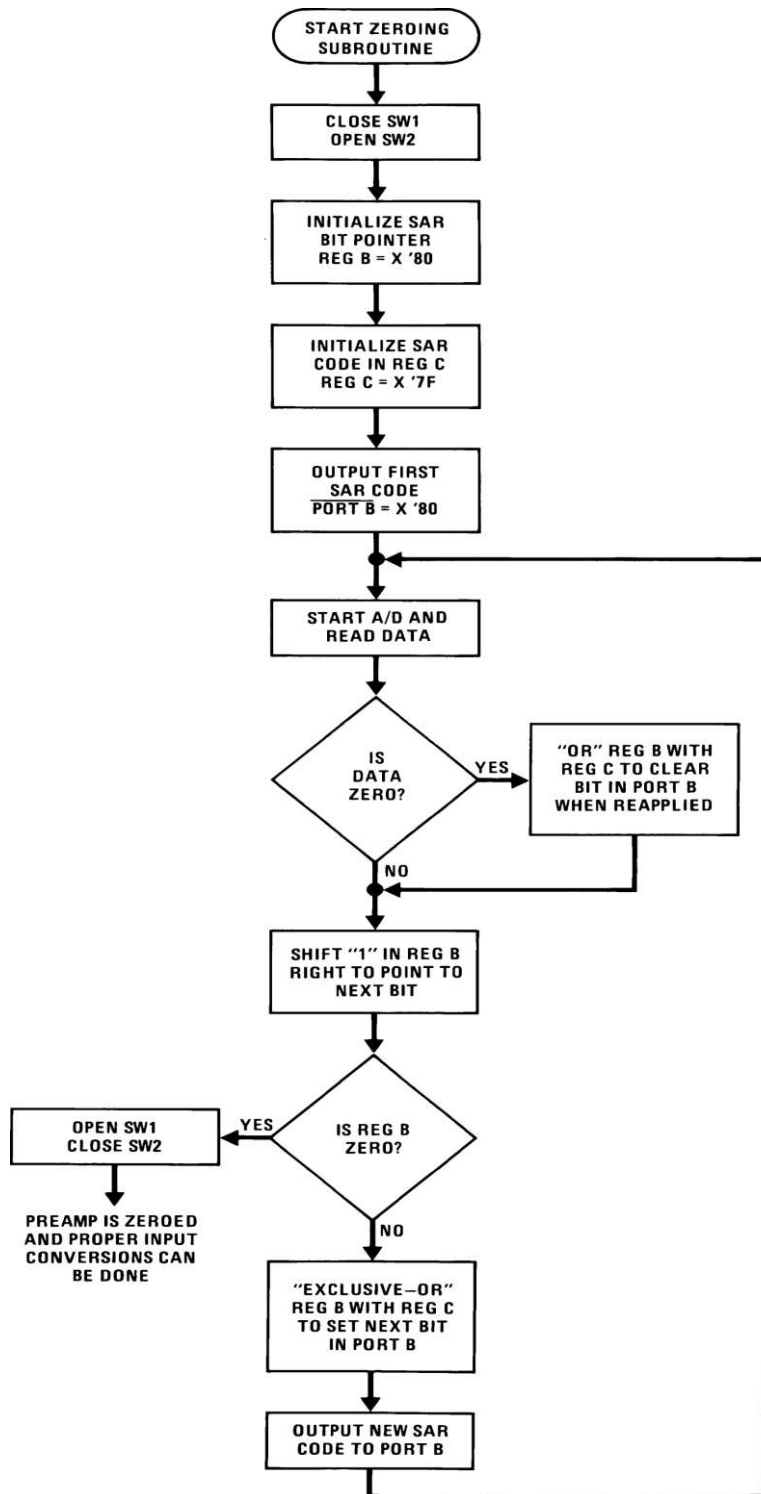 START ZEROING
SUBROUTINE
CLOSE SW1
OPEN SW2
INITIALIZE SAR
BIT POINTER
REG B = X '80
INITIALIZE SAR
CODE IN REG C
REG C = X '7F
OUTPUT FIRST
SAR CODE
PORT B = X '80
START A/D AND
READ DATA
IS
DATA
ZERO?
YES
"OR" REG B WITH
REG C TO CLEAR
BIT IN PORT B
WHEN REAPPLIED
NO
SHIFT "1" IN REG B
RIGHT TO POINT TO
NEXT BIT
IS REG B
ZERO?
YES
OPEN SW1
CLOSE SW2
PREAMP IS ZEROED
AND PROPER INPUT
CONVERSIONS CAN
BE DONE
NO
"EXCLUSIVE–OR"
REG B WITH REG C
TO SET NEXT BIT
IN PORT B
OUTPUT NEW SAR
CODE TO PORT B